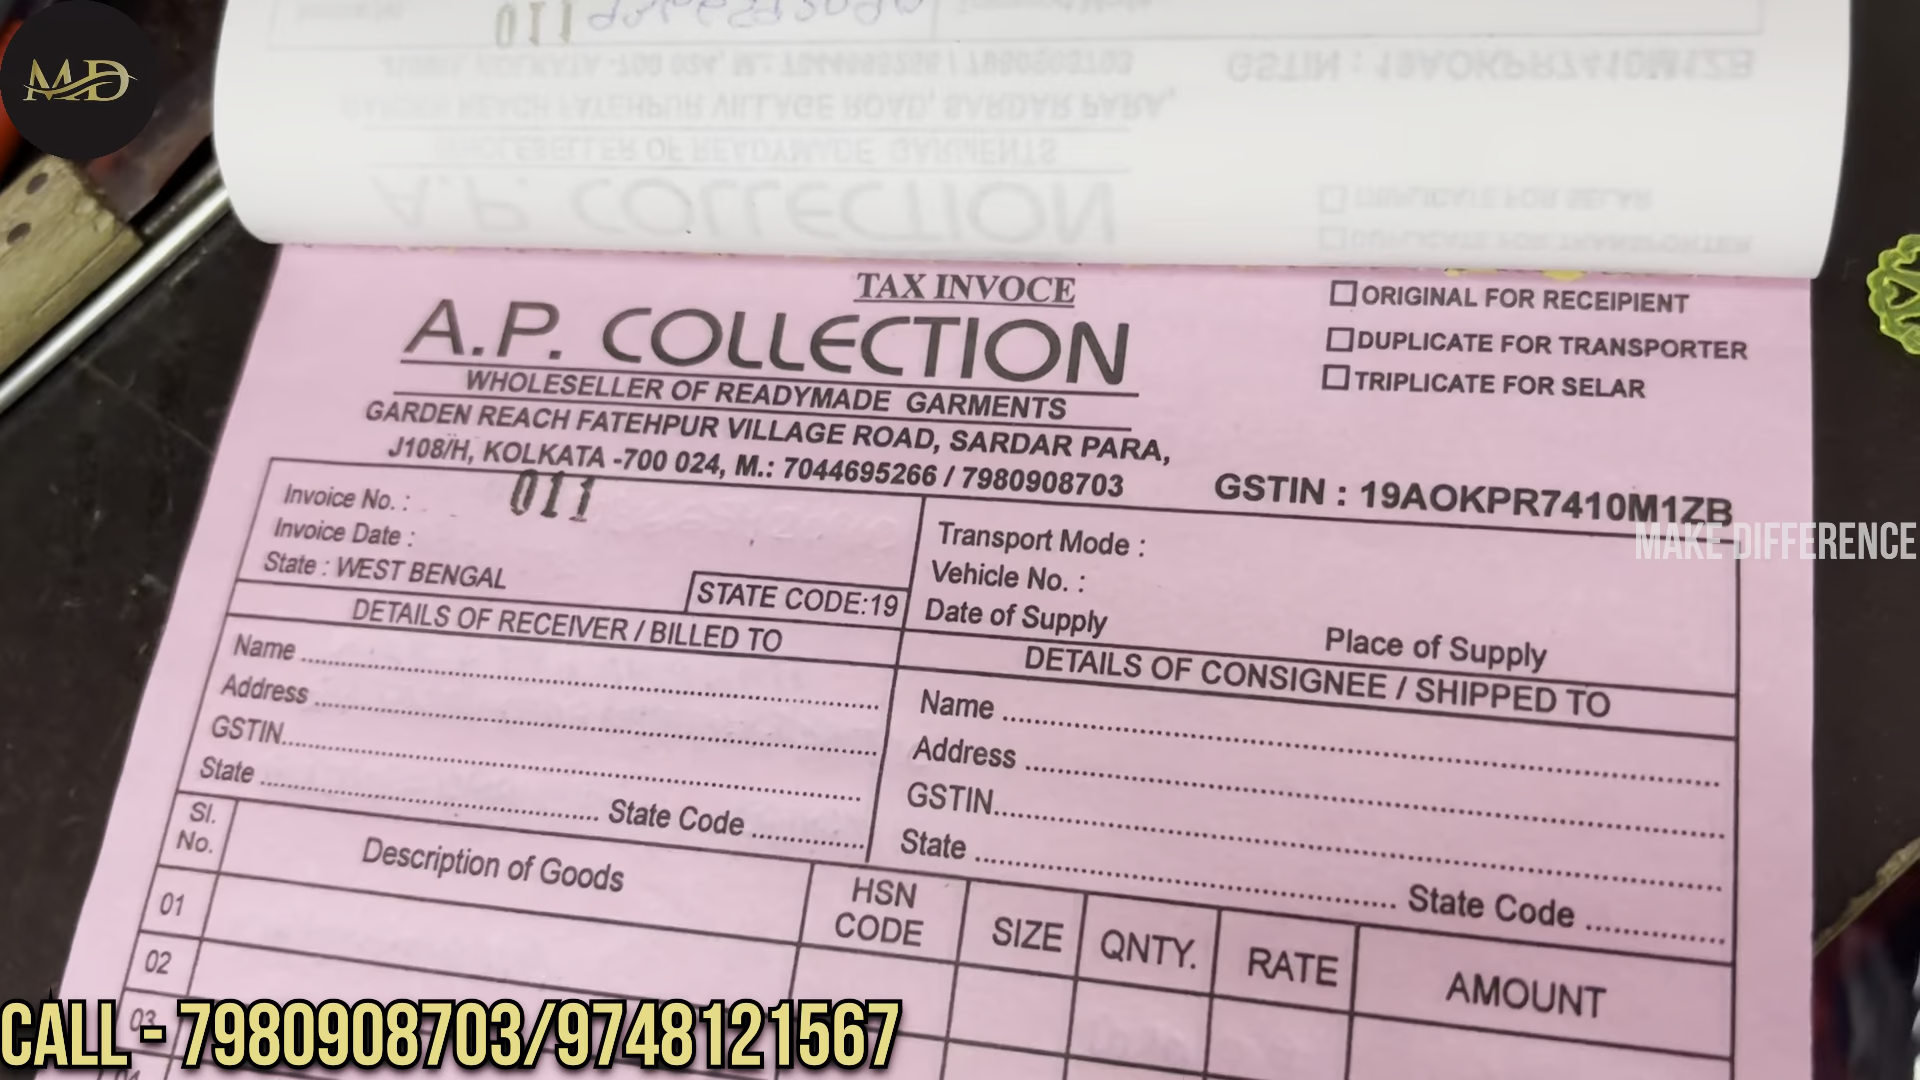 MD
TAX INVOCE
A.P. COLLECTION
WHOLESELLER OF READYMADE GARMENTS
GARDEN REACH FATEHPUR VILLAGE ROAD, SARDAR PARA,
J108/H, KOLKATA -700 024, M.: 7044695266 / 7980908703
ORIGINAL FOR RECEIPIENT
DUPLICATE FOR TRANSPORTER
TRIPLICATE FOR SELAR
GSTIN : 19AOKPR7410M1ZB
MAKE DIFFERENCE
Invoice No. : 011
Invoice Date :
State : WEST BENGAL
STATE CODE:19
Transport Mode :
Vehicle No. :
Date of Supply
Place of Supply
DETAILS OF RECEIVER / BILLED TO
Name
Address
GSTIN
State State Code
DETAILS OF CONSIGNEE / SHIPPED TO
Name
Address
GSTIN
State State Code
Sl. No. Description of Goods HSN CODE SIZE QNTY. RATE AMOUNT
01
02
03
CALL - 7980908703/9748121567